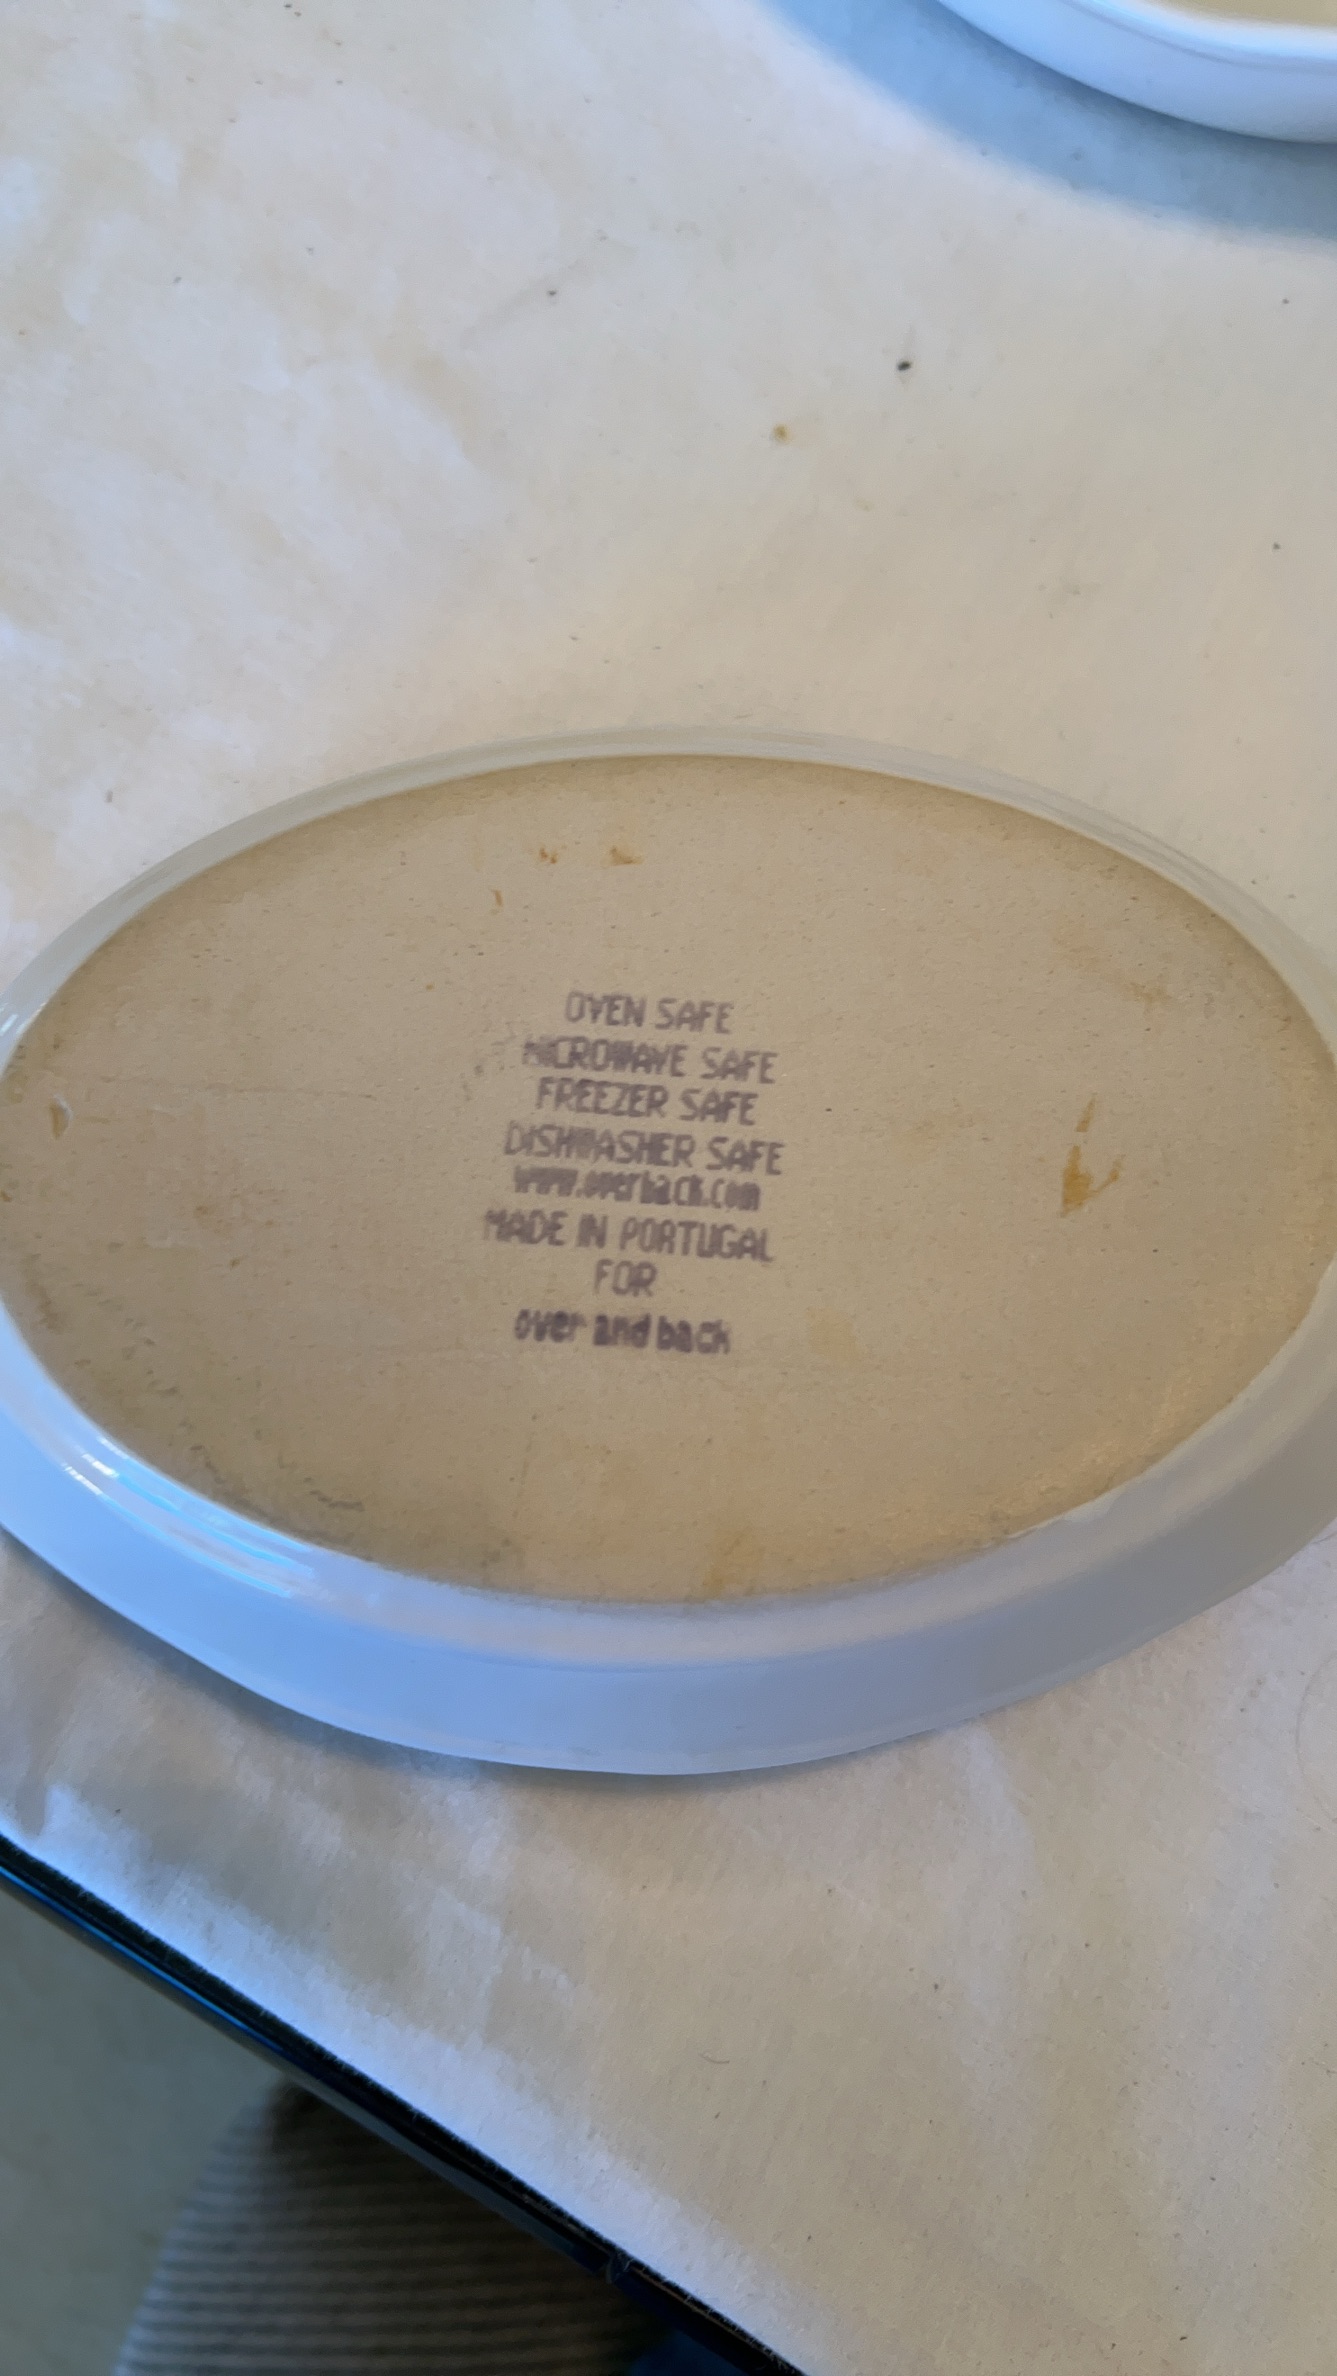 OVEN SAFE
MICROWAVE SAFE
FREEZER SAFE
DISHWASHER SAFE
www.overback.com
MADE IN PORTUGAL
FOR
over and back